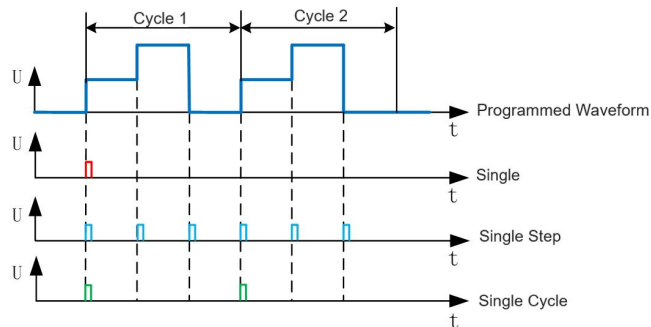 Cycle 1
Cycle 2
U
Programmed Waveform
t
U
Single
t
U
Single Step
t
U
Single Cycle
t